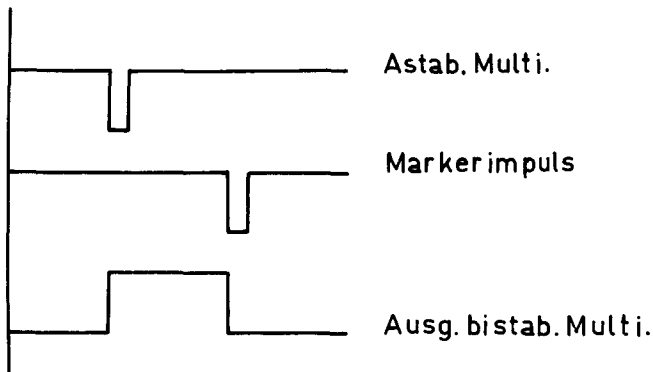 Astab. Multi.
Markerimpuls
Ausg. bistab. Multi.